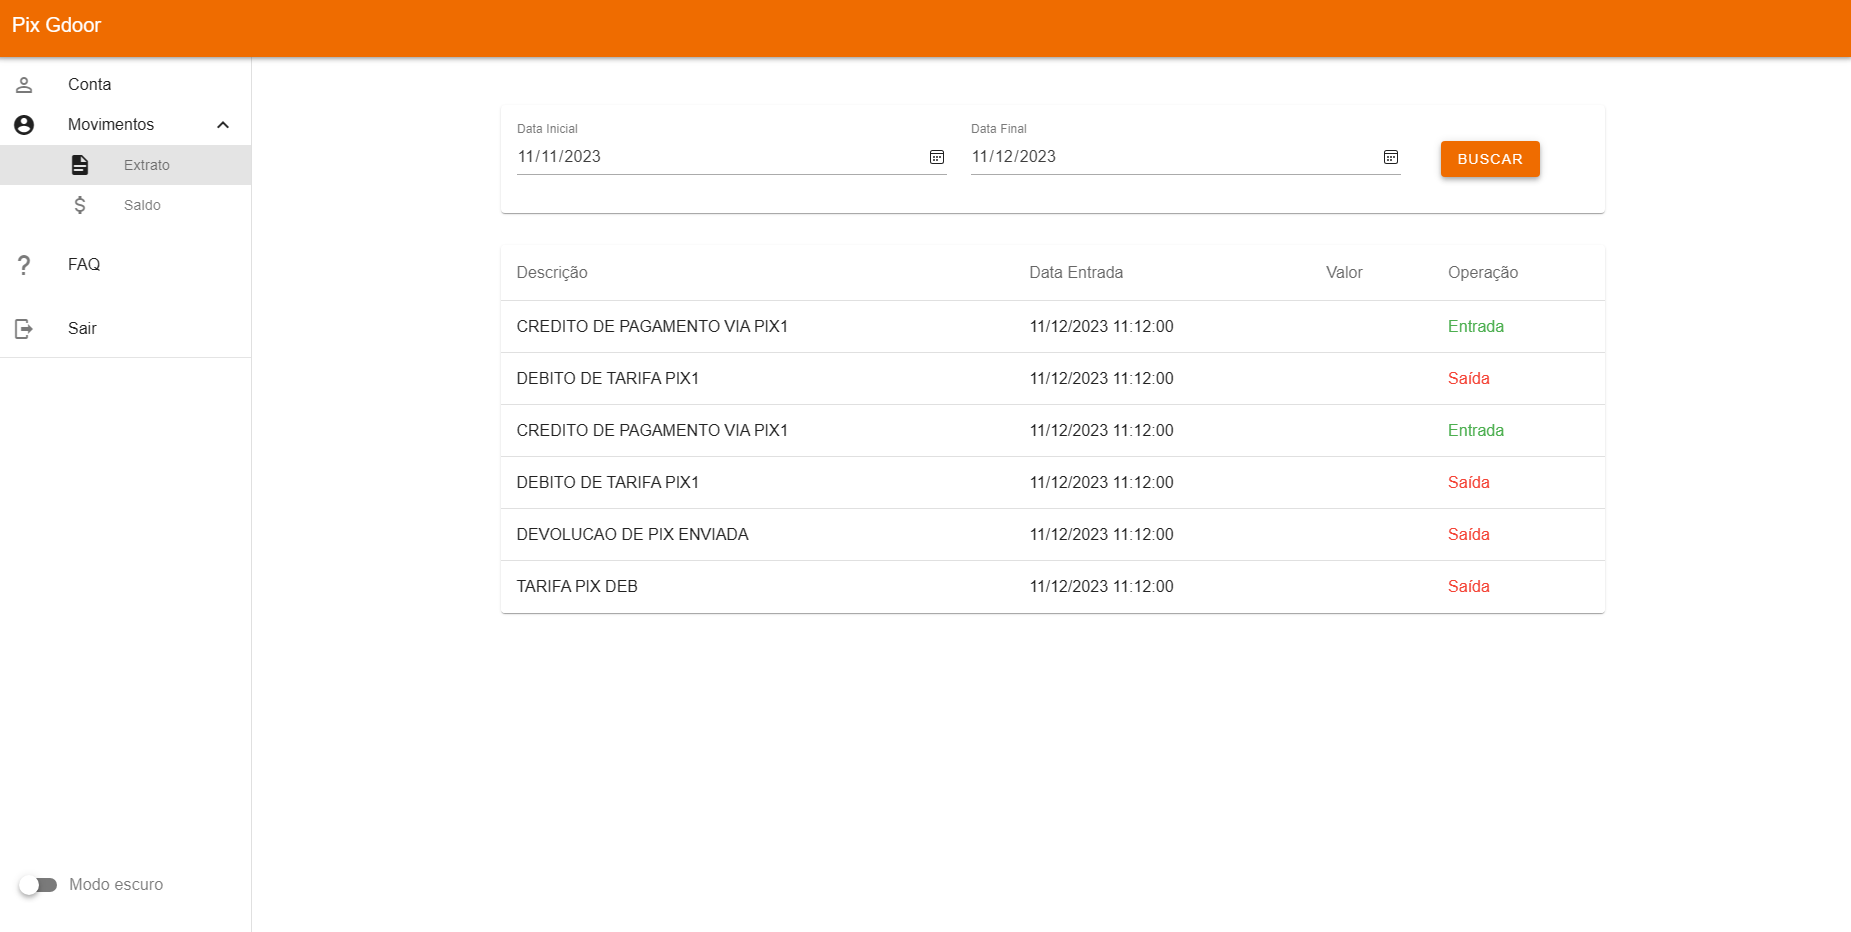 Pix Gdoor
Conta
Movimentos
Extrato
Saldo
FAQ
Sair
Modo escuro
Data Inicial Data Final
11/11/2023 11/12/2023 BUSCAR
Descrição Data Entrada Valor Operação
CREDITO DE PAGAMENTO VIA PIX1 11/12/2023 11:12:00 Entrada
DEBITO DE TARIFA PIX1 11/12/2023 11:12:00 Saída
CREDITO DE PAGAMENTO VIA PIX1 11/12/2023 11:12:00 Entrada
DEBITO DE TARIFA PIX1 11/12/2023 11:12:00 Saída
DEVOLUCAO DE PIX ENVIADA 11/12/2023 11:12:00 Saída
TARIFA PIX DEB 11/12/2023 11:12:00 Saída